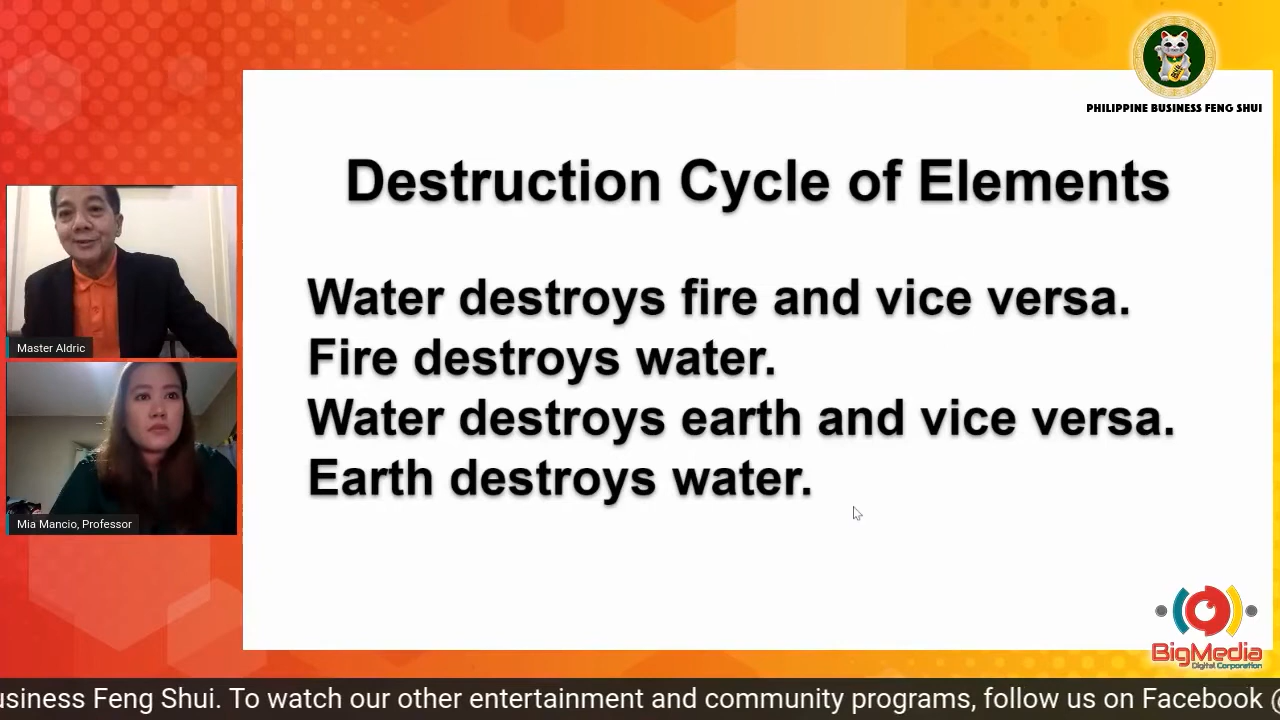 PHILIPPINE BUSINESS FENG SHUI
Destruction Cycle of Elements
Water destroys fire and vice versa.
Fire destroys water.
Water destroys earth and vice versa.
Earth destroys water.
Master Aldric
Mia Mancio, Professor
BigMedia
Digital Corporation
usiness Feng Shui. To watch our other entertainment and community programs, follow us on Facebook @